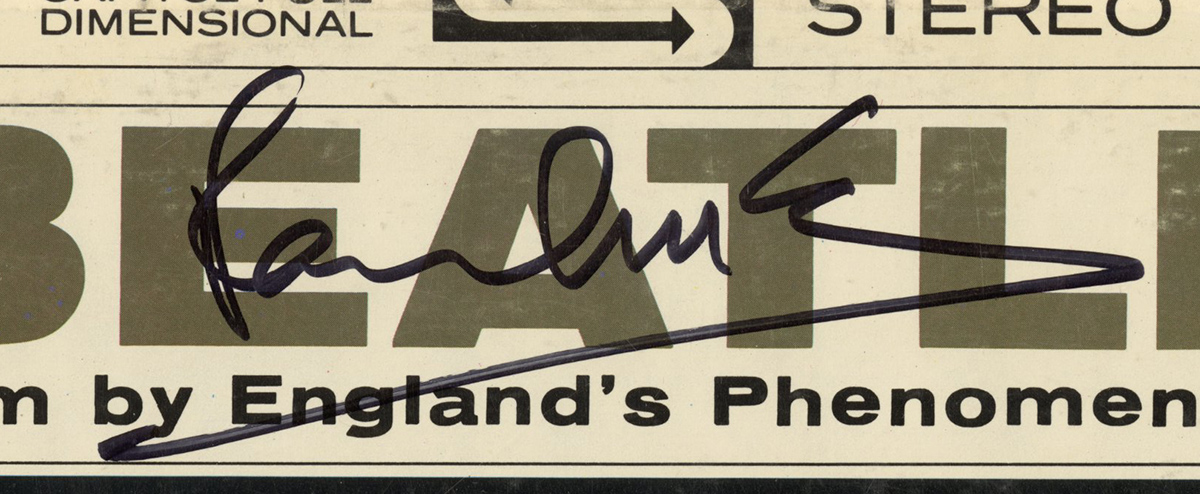 DIMENSIONAL
STEREO
BEATL
m by England's Phenomen